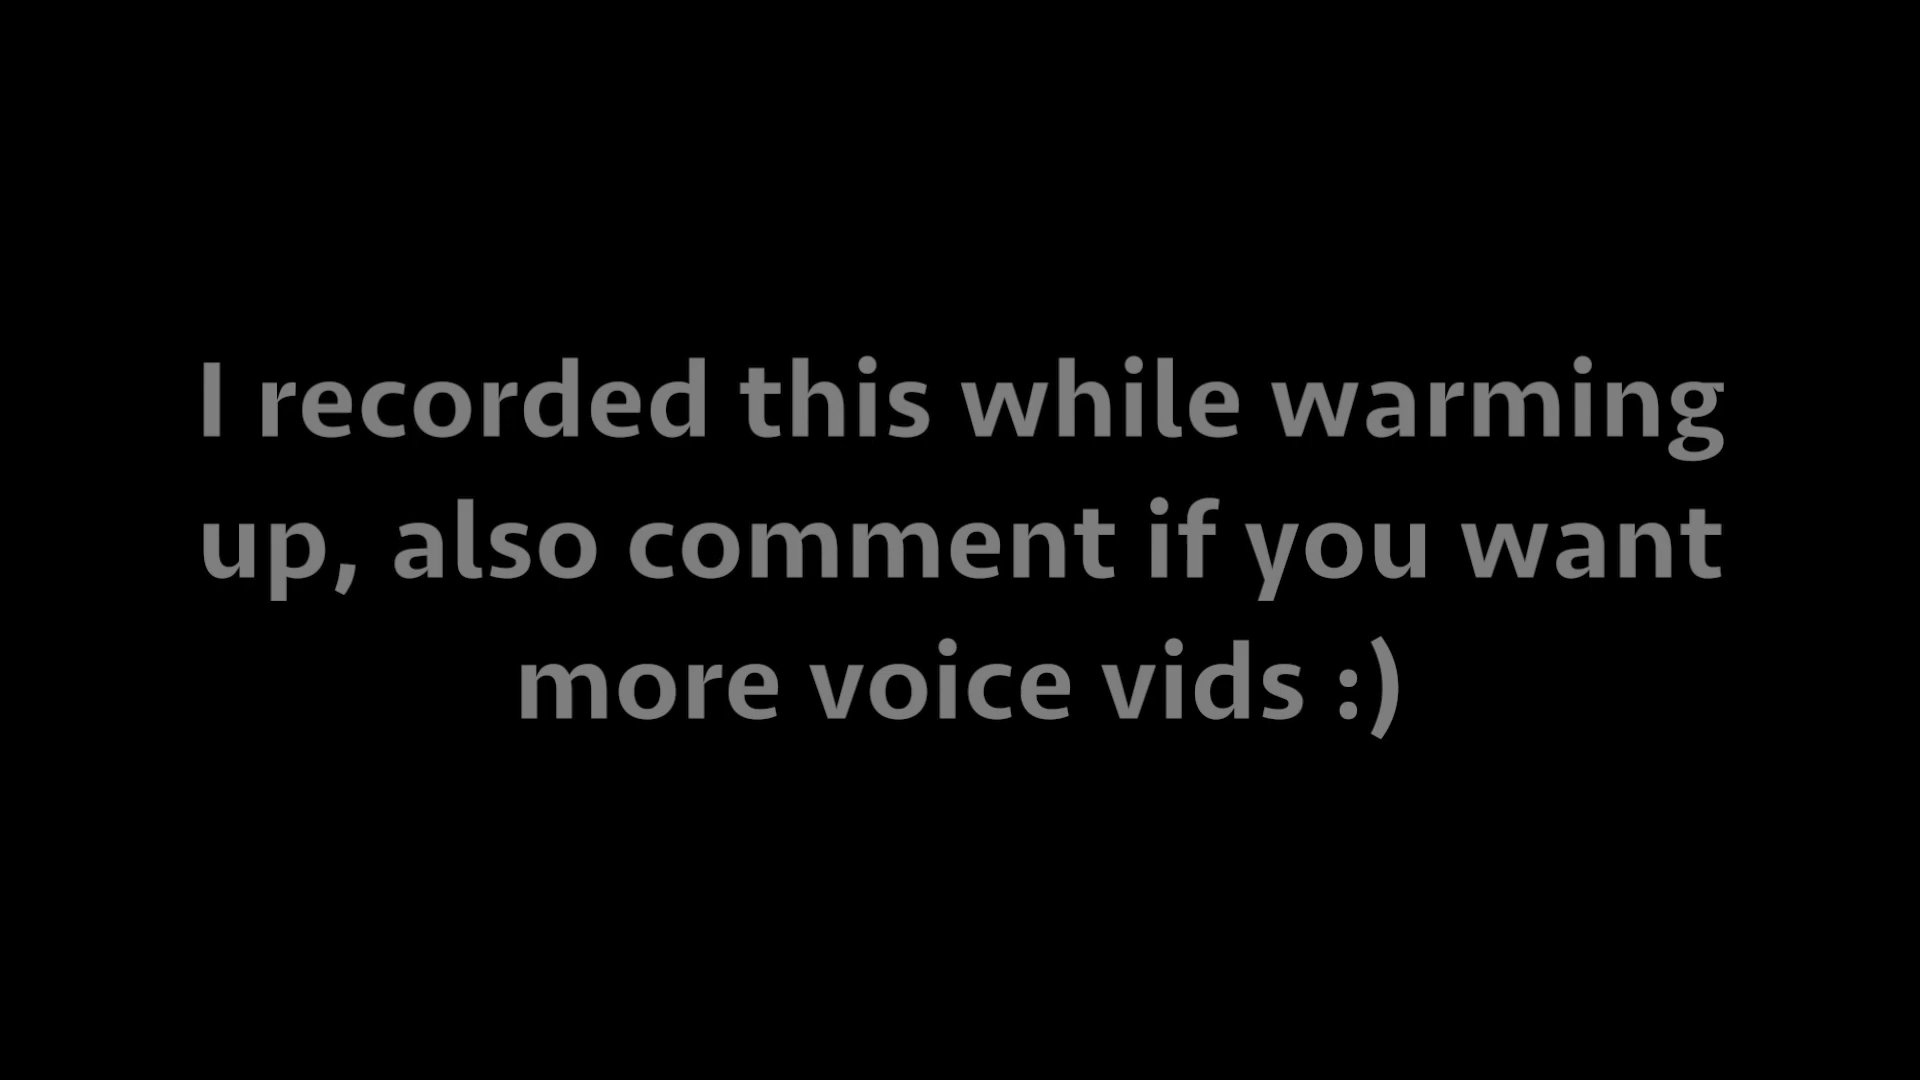 I recorded this while warming
up, also comment if you want
more voice vids :)